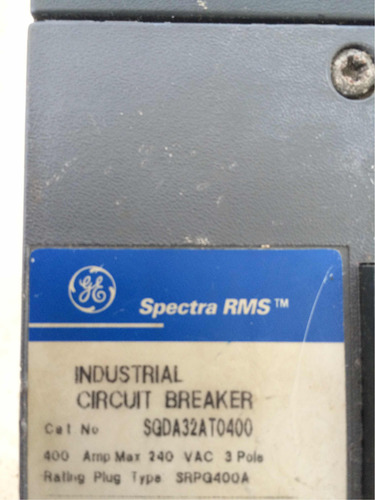 GE
Spectra RMS™
INDUSTRIAL
CIRCUIT BREAKER
Cat No SGDA32AT0400
400 Amp Max 240 VAC 3 Pole
Rating Plug Type SRPG400A